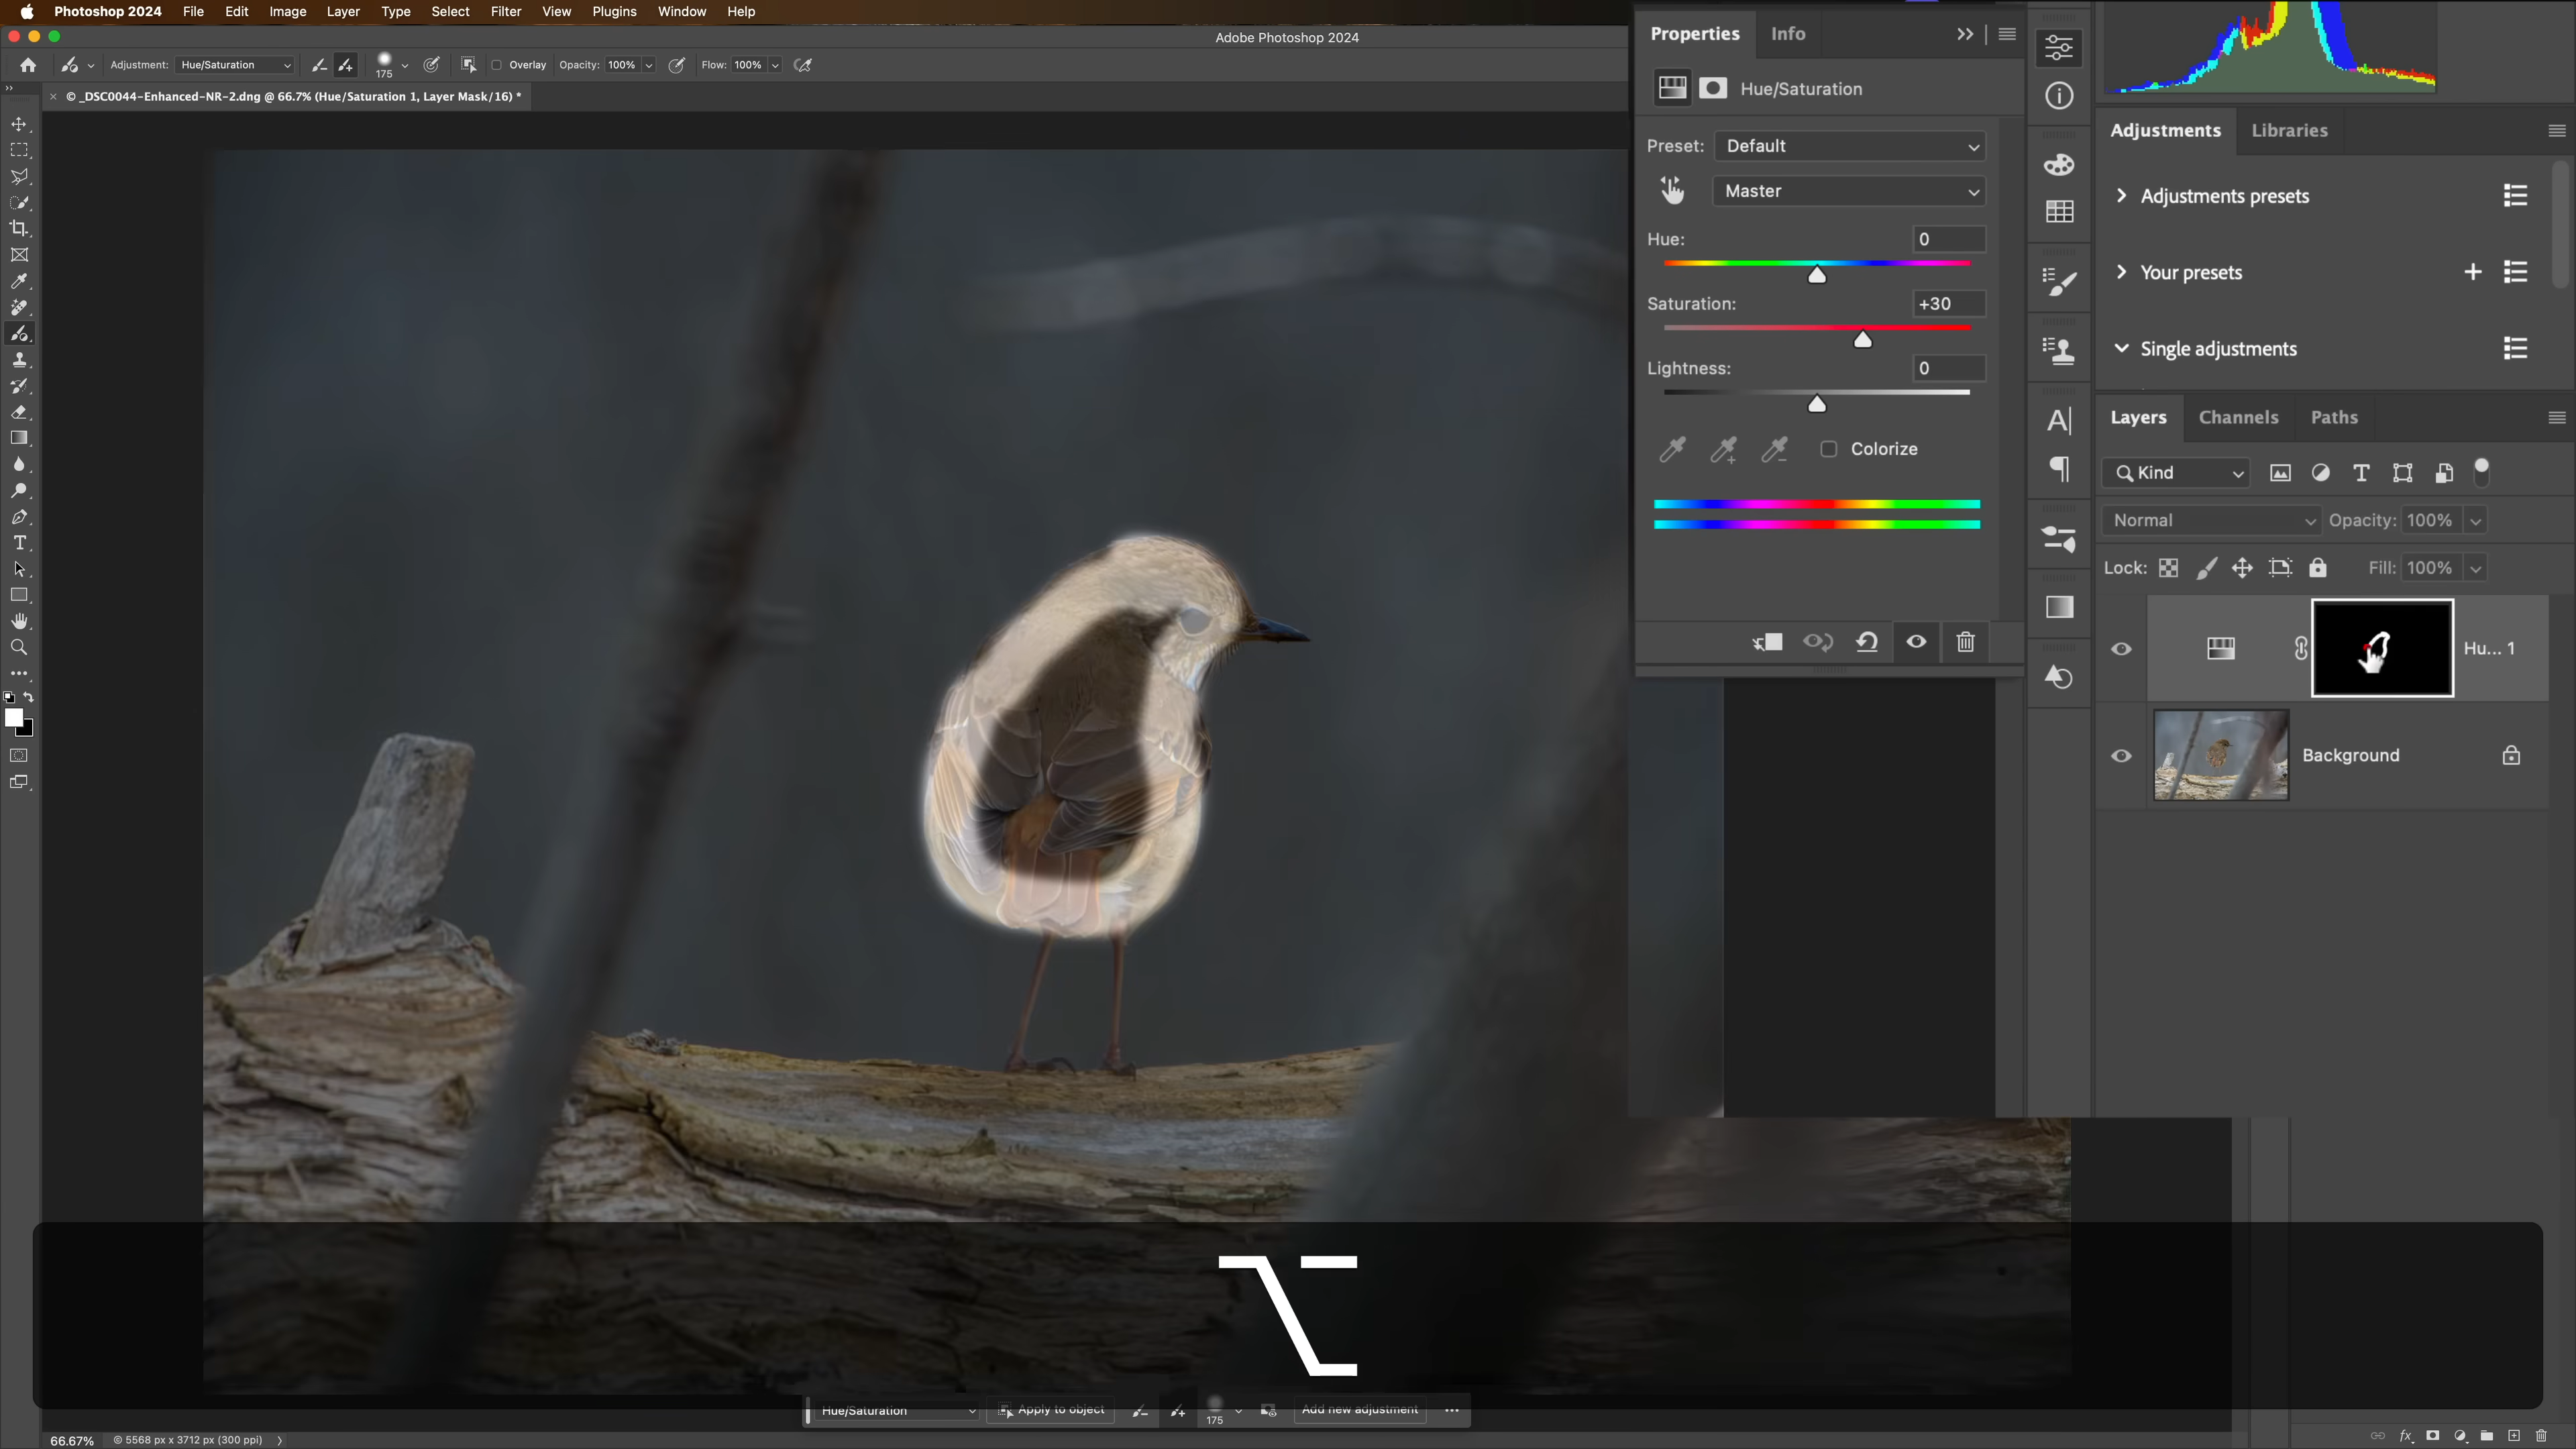 Photoshop 2024 File Edit Image Layer Type Select Filter View Plugins Window Help
Adobe Photoshop 2024
Adjustment: Hue/Saturation 175 Overlay Opacity: 100% Flow: 100%
© _DSC0044-Enhanced-NR-2.dng @ 66.7% (Hue/Saturation 1, Layer Mask/16) *
Properties Info
Hue/Saturation
Preset: Default
Master
Hue: 0
Saturation: +30
Lightness: 0
Colorize
Adjustments Libraries
Adjustments presets
Your presets
Single adjustments
Layers Channels Paths
Kind
Normal Opacity: 100%
Lock: Fill: 100%
Hu... 1
Background
⌥
Hue/Saturation Apply to object 175 Add new adjustment
66.67% © 5568 px x 3712 px (300 ppi)